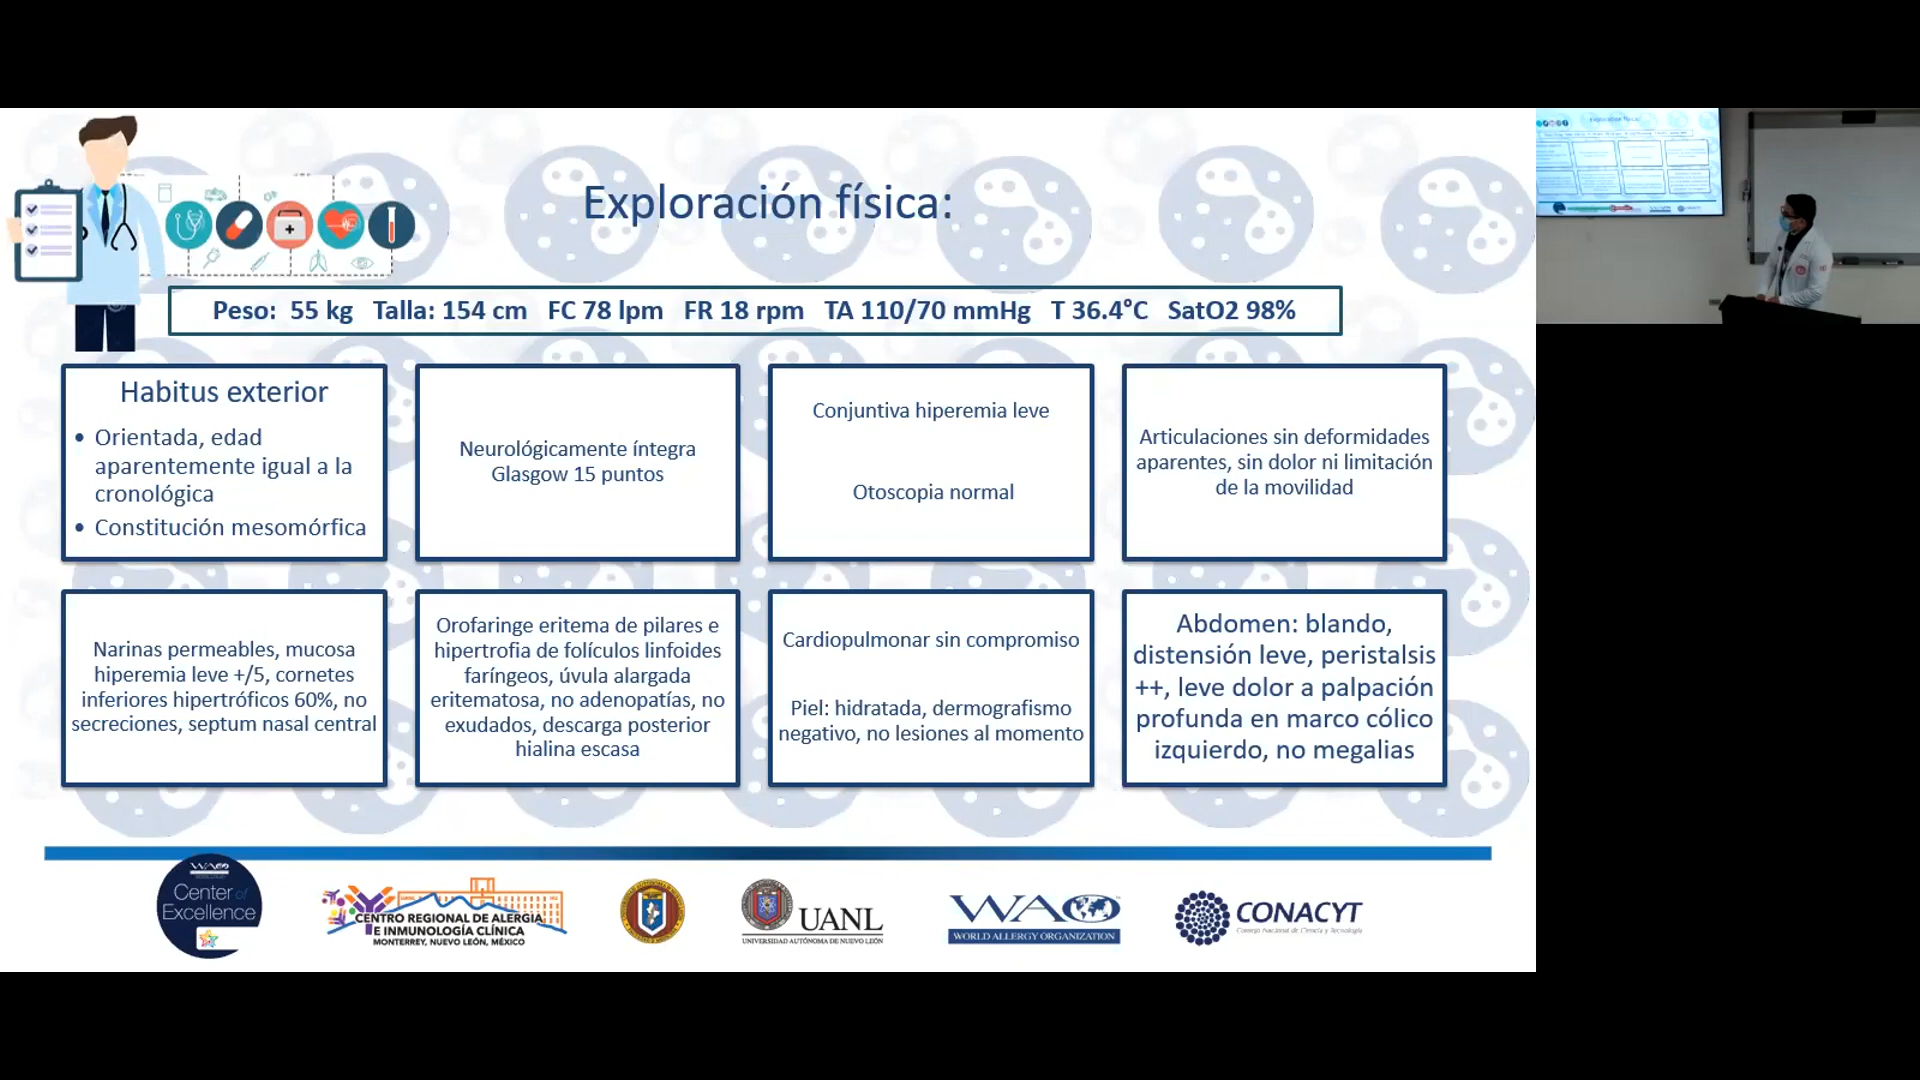 Exploración física:
Peso: 55 kg Talla: 154 cm FC 78 lpm FR 18 rpm TA 110/70 mmHg T 36.4°C SatO2 98%
Habitus exterior
• Orientada, edad
aparentemente igual a la
cronológica
• Constitución mesomórfica
Neurológicamente íntegra
Glasgow 15 puntos
Conjuntiva hiperemia leve
Otoscopia normal
Articulaciones sin deformidades
aparentes, sin dolor ni limitación
de la movilidad
Narinas permeables, mucosa
hiperemia leve +/5, cornetes
inferiores hipertróficos 60%, no
secreciones, septum nasal central
Orofaringe eritema de pilares e
hipertrofia de folículos linfoides
faríngeos, úvula alargada
eritematosa, no adenopatías, no
exudados, descarga posterior
hialina escasa
Cardiopulmonar sin compromiso
Piel: hidratada, dermografismo
negativo, no lesiones al momento
Abdomen: blando,
distensión leve, peristalsis
++, leve dolor a palpación
profunda en marco cólico
izquierdo, no megalias
WAO
Center of
Excellence
CENTRO REGIONAL DE ALERGIA
E INMUNOLOGÍA CLÍNICA
MONTERREY, NUEVO LEÓN, MÉXICO
UANL
UNIVERSIDAD AUTÓNOMA DE NUEVO LEÓN
WAO
WORLD ALLERGY ORGANIZATION
CONACYT
Consejo Nacional de Ciencia y Tecnología